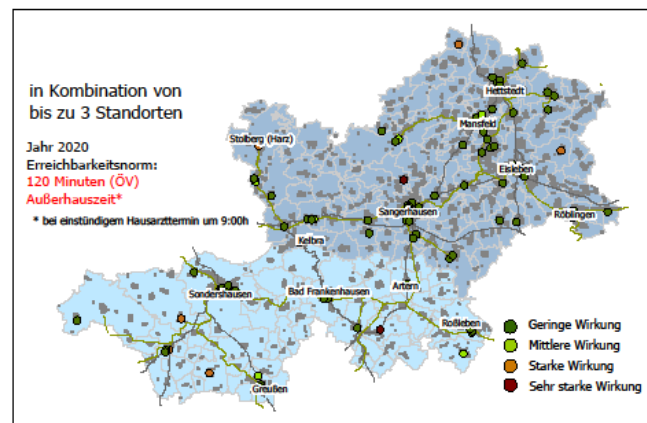 in Kombination von
bis zu 3 Standorten
Jahr 2020
Erreichbarkeitsnorm:
120 Minuten (ÖV)
Außerhauszeit*
* bei einstündigem Hausarzttermin um 9:00h
Hettstedt
Mansfeld
Stolberg (Harz)
Eisleben
Sangerhausen
Röblingen
Kelbra
Artern
Sondershausen
Bad Frankenhausen
Roßleben
Greußen
Geringe Wirkung
Mittlere Wirkung
Starke Wirkung
Sehr starke Wirkung